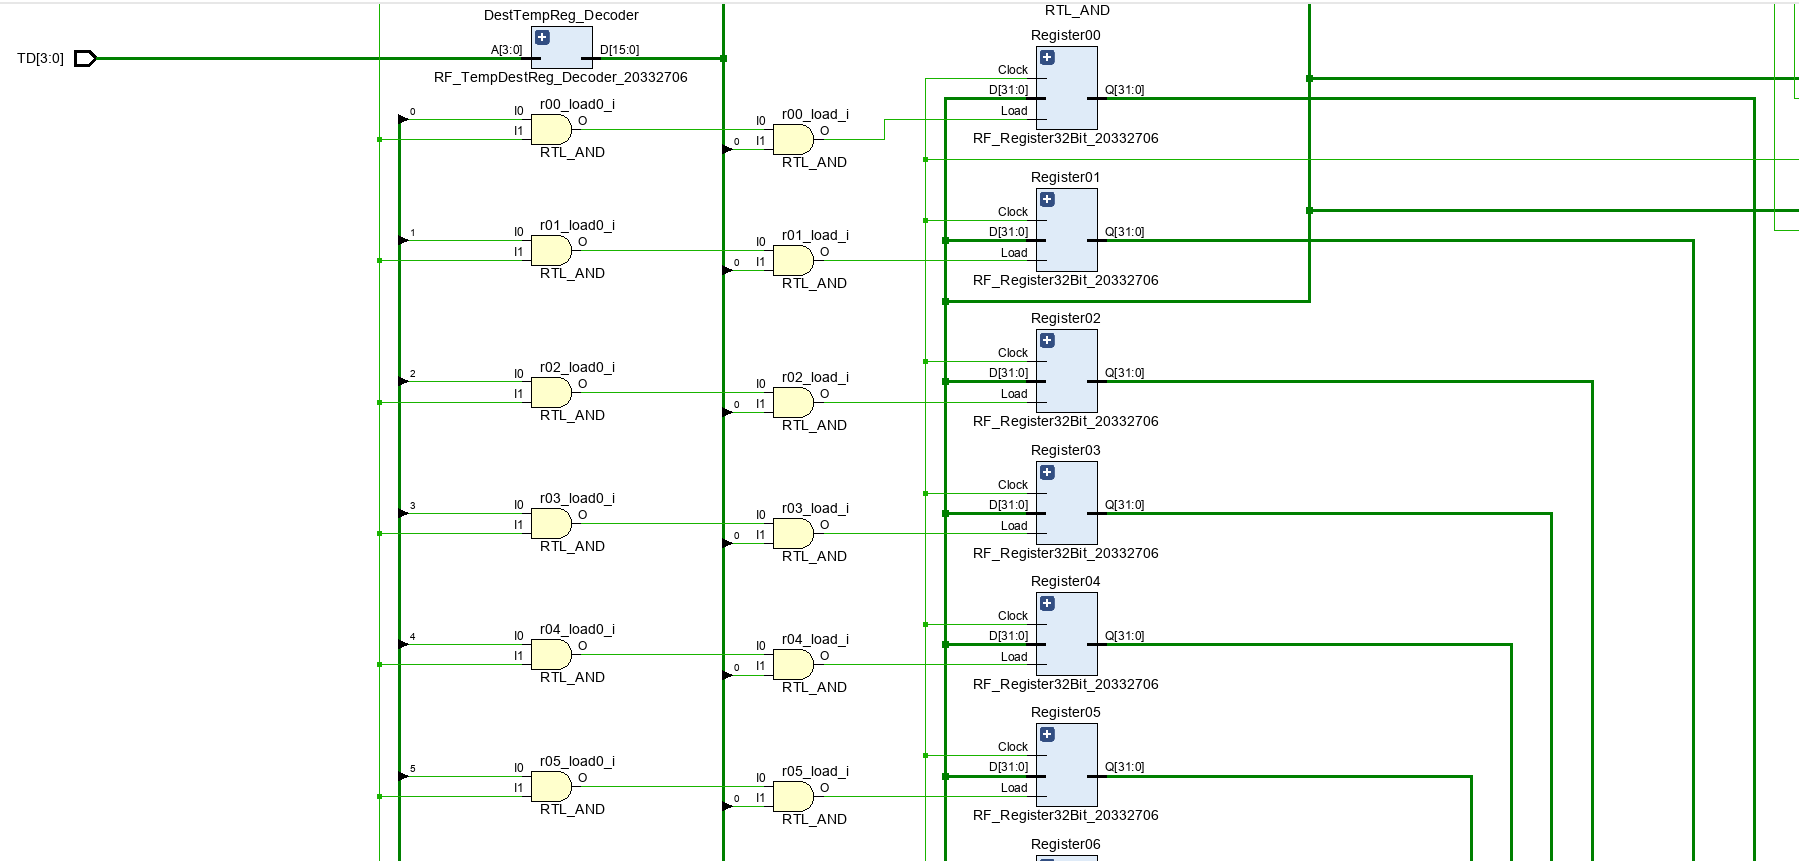 RTL_AND
DestTempReg_Decoder
TD[3:0]
A[3:0] D[15:0]
RF_TempDestReg_Decoder_20332706
Register00
Clock
D[31:0] Q[31:0]
Load
RF_Register32Bit_20332706
r00_load0_i
0 I0 O
I1
RTL_AND
r00_load_i
I0 O
0 I1
RTL_AND
Register01
Clock
D[31:0] Q[31:0]
Load
RF_Register32Bit_20332706
r01_load0_i
1 I0 O
I1
RTL_AND
r01_load_i
I0 O
0 I1
RTL_AND
Register02
Clock
D[31:0] Q[31:0]
Load
RF_Register32Bit_20332706
r02_load0_i
2 I0 O
I1
RTL_AND
r02_load_i
I0 O
0 I1
RTL_AND
Register03
Clock
D[31:0] Q[31:0]
Load
RF_Register32Bit_20332706
r03_load0_i
3 I0 O
I1
RTL_AND
r03_load_i
I0 O
0 I1
RTL_AND
Register04
Clock
D[31:0] Q[31:0]
Load
RF_Register32Bit_20332706
r04_load0_i
4 I0 O
I1
RTL_AND
r04_load_i
I0 O
0 I1
RTL_AND
Register05
Clock
D[31:0] Q[31:0]
Load
RF_Register32Bit_20332706
r05_load0_i
5 I0 O
I1
RTL_AND
r05_load_i
I0 O
0 I1
RTL_AND
Register06